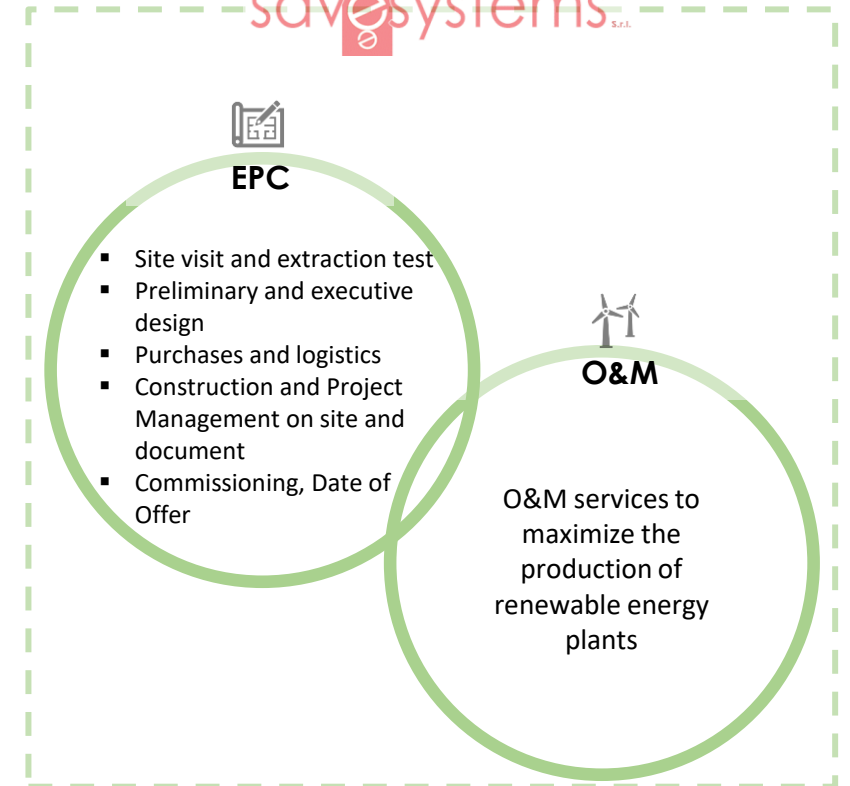 savesystems S.r.l.
EPC
▪ Site visit and extraction test
▪ Preliminary and executive
design
▪ Purchases and logistics
▪ Construction and Project
Management on site and
document
▪ Commissioning, Date of
Offer
O&M
O&M services to
maximize the
production of
renewable energy
plants